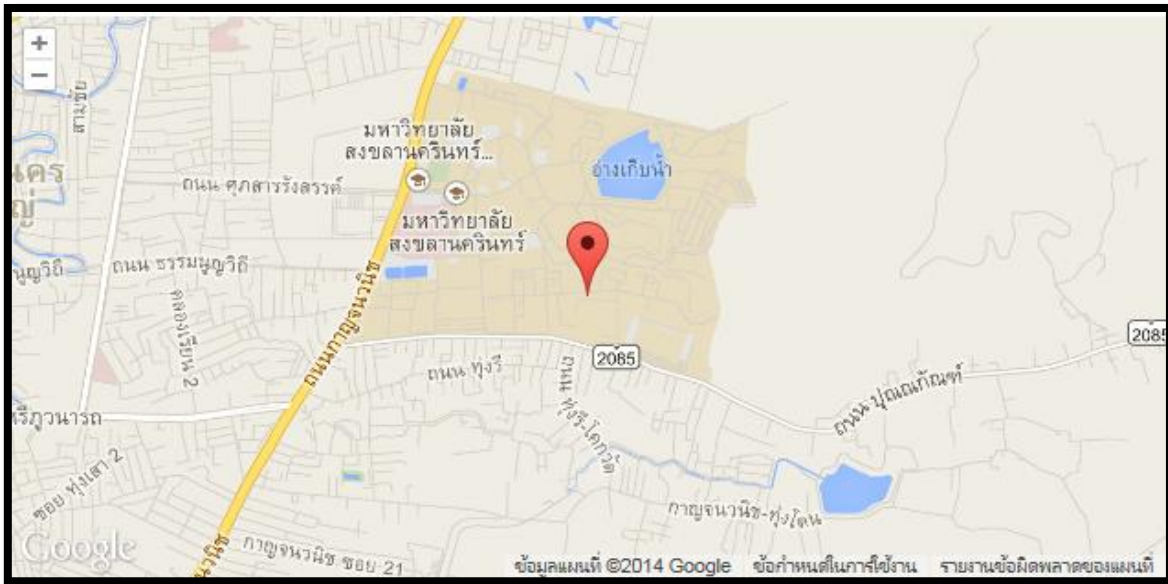 +
−
สามชัย
มหาวิทยาลัย
สงขลานครินทร์...
อ่างเก็บน้ำ
ถนน ศุภสารรังสรรค์
มหาวิทยาลัย
สงขลานครินทร์
ถนน ธรรมนูญวิถี
คลองเรียน 2
ถนนกาญจนวนิช
2085
2085
ถนน ทุ่งรี
ถนน ทุ่งรี-โคกวัด
ถนน ปุณณกัณฑ์
ซอย ทุ่งเสา 2
กาญจนวนิช-ทุ่งโดน
Google
กาญจนวนิช ซอย 21
ข้อมูลแผนที่ ©2014 Google ข้อกำหนดในการใช้งาน รายงานข้อผิดพลาดของแผนที่